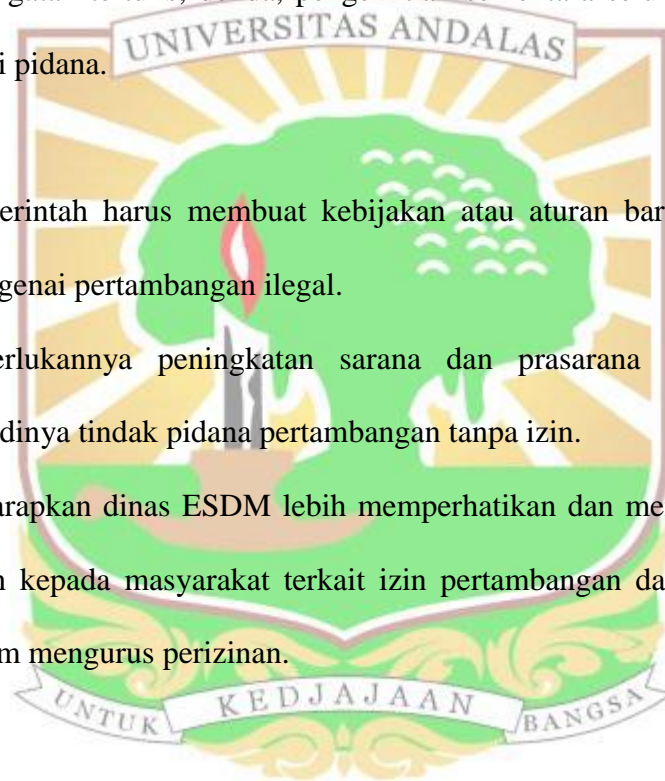 tertulis, denda,
UNIVERSITAS ANDALAS
i pidana.
erintah harus membuat kebijakan atau aturan bar
genai pertambangan ilegal.
erlukannya peningkatan sarana dan prasarana
dinya tindak pidana pertambangan tanpa izin.
arapkan dinas ESDM lebih memperhatikan dan me
n kepada masyarakat terkait izin pertambangan da
m mengurus perizinan.
UNTUK KEDJAJAAN BANGSA